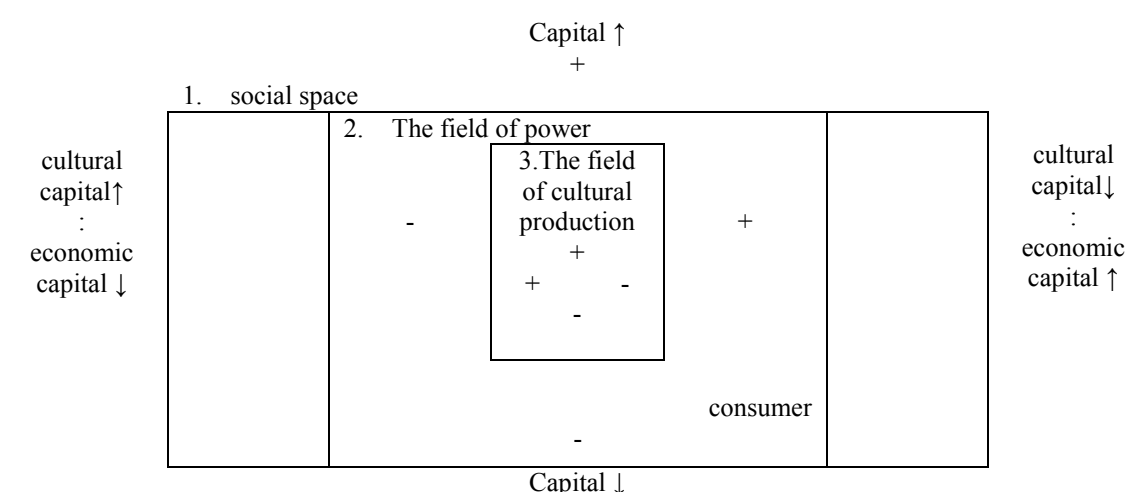 Capital ↑
+
1. social space
2. The field of power
cultural
capital↑
:
economic
capital ↓
3.The field
of cultural
production
+
+ -
-
-
+
cultural
capital↓
:
economic
capital ↑
consumer
-
Capital ↓